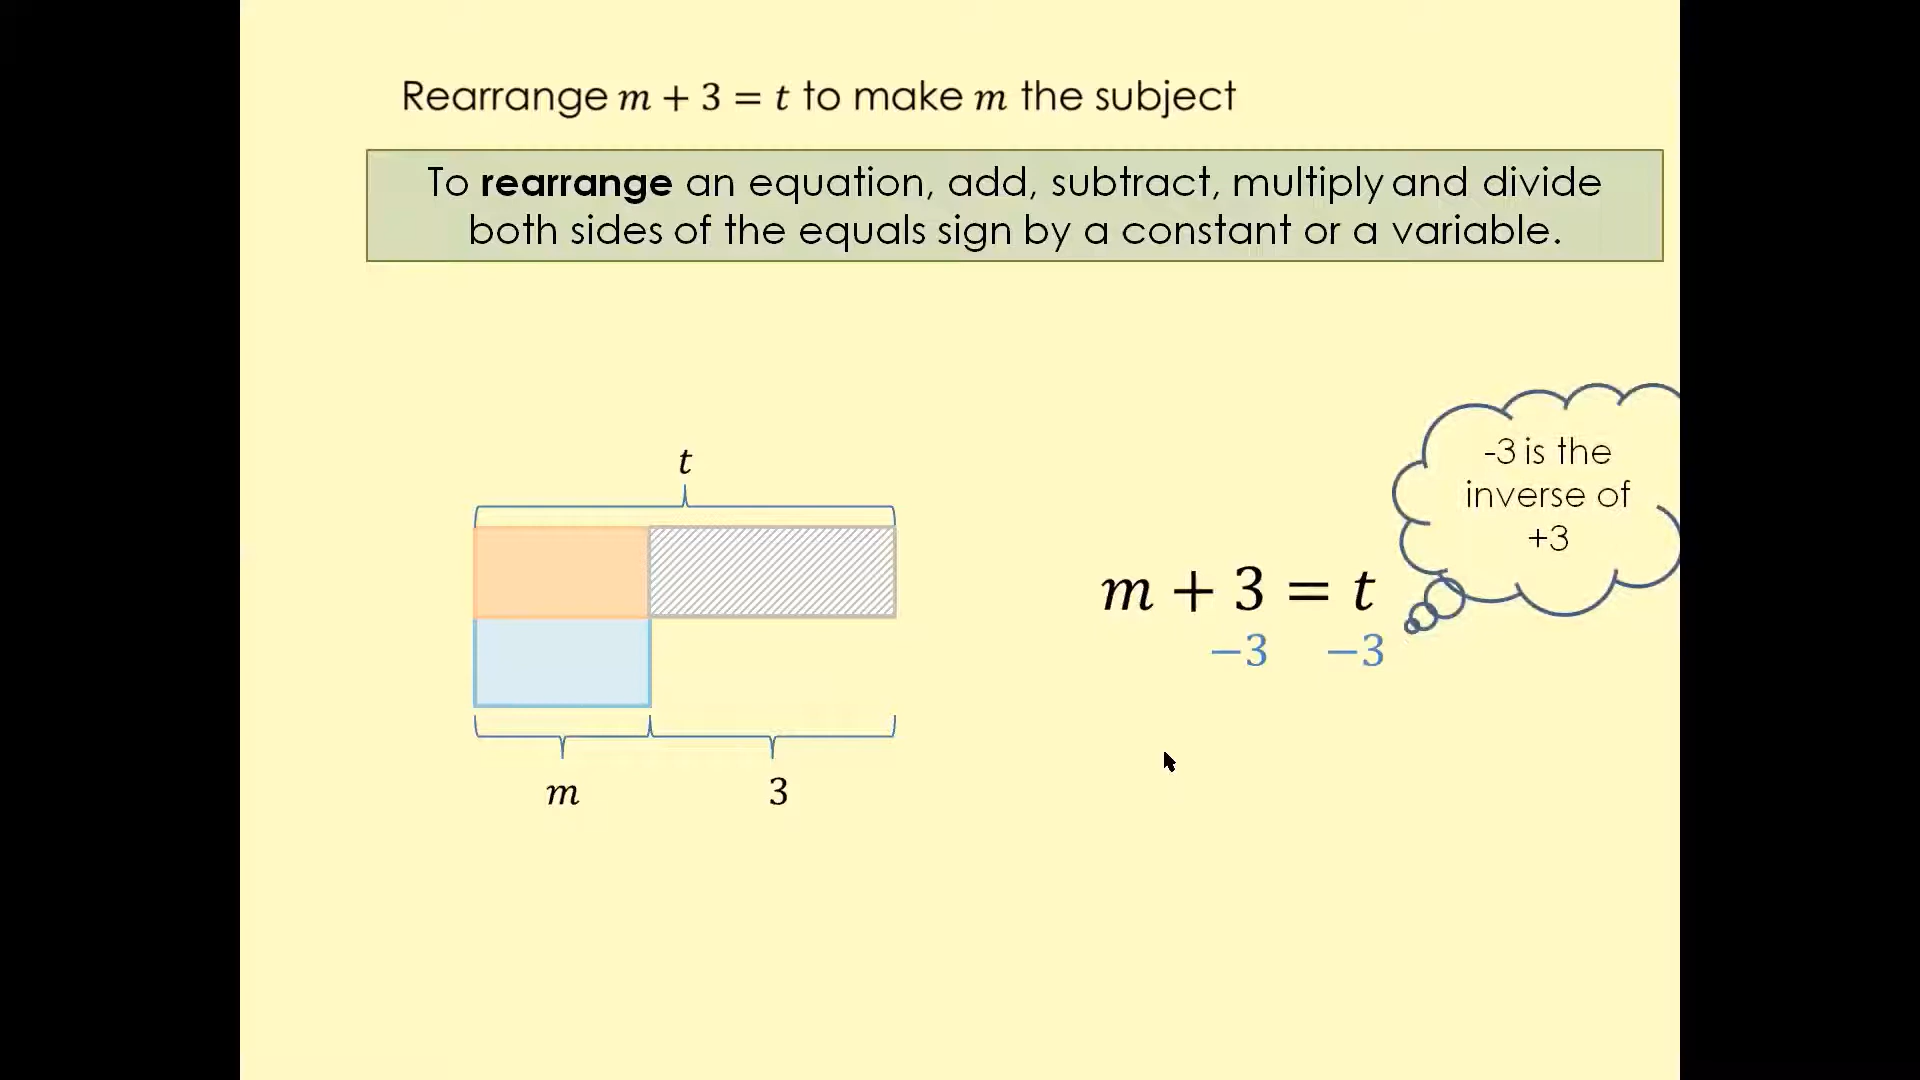 Rearrange m + 3 = t to make m the subject
To rearrange an equation, add, subtract, multiply and divide
both sides of the equals sign by a constant or a variable.
t
m
3
-3 is the
inverse of
+3
m + 3 = t
−3 −3